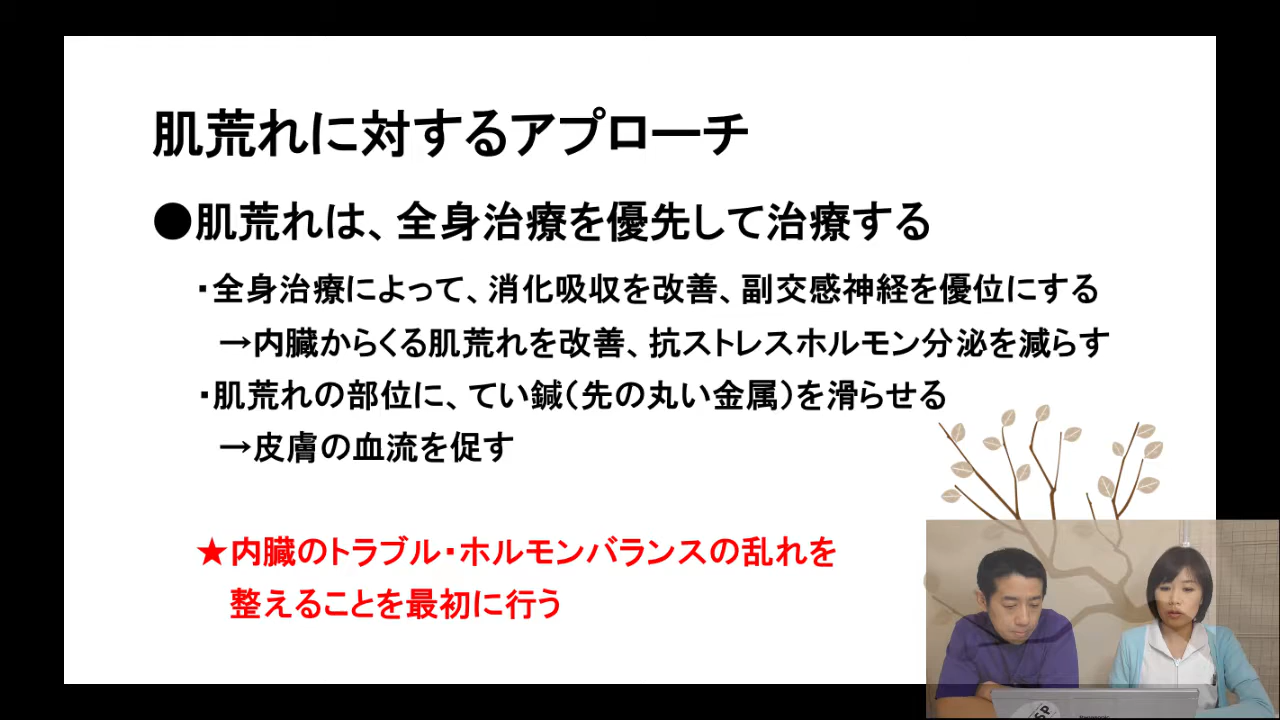 肌荒れに対するアプローチ
●肌荒れは、全身治療を優先して治療する
・全身治療によって、消化吸収を改善、副交感神経を優位にする
→内臓からくる肌荒れを改善、抗ストレスホルモン分泌を減らす
・肌荒れの部位に、てい鍼（先の丸い金属）を滑らせる
→皮膚の血流を促す
★内臓のトラブル・ホルモンバランスの乱れを
整えることを最初に行う